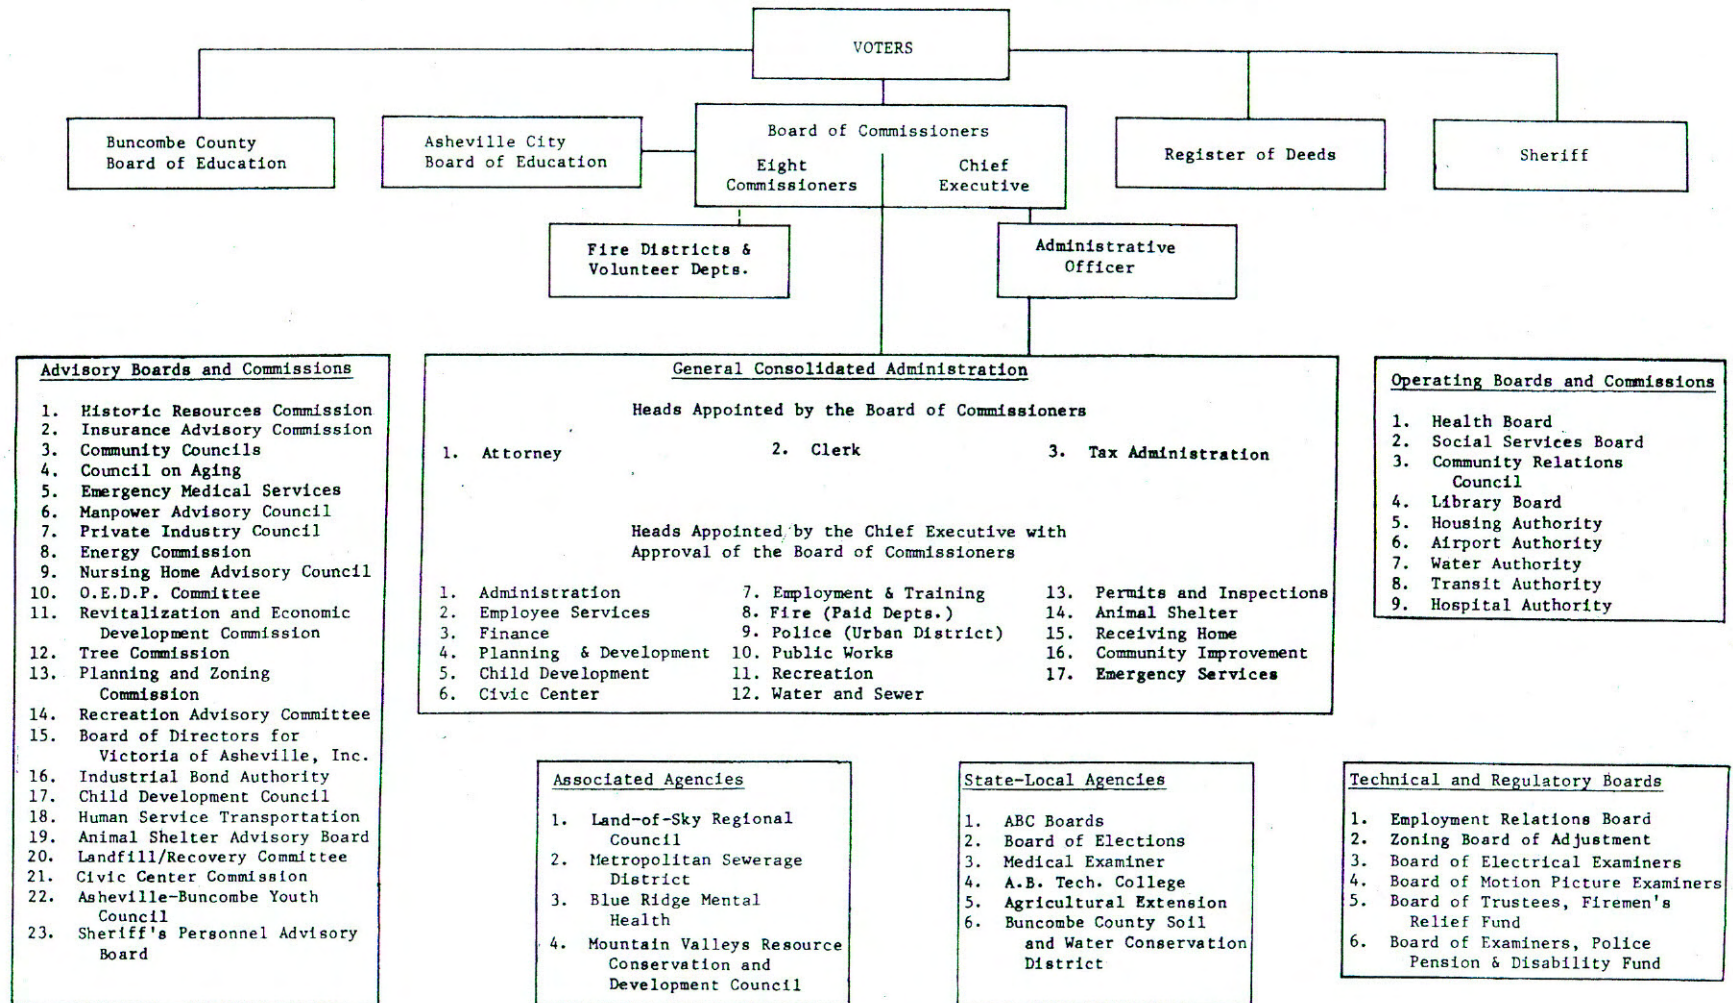 VOTERS
Buncombe County
Board of Education
Asheville City
Board of Education
Board of Commissioners
Eight
Commissioners
Chief
Executive
Register of Deeds
Sheriff
Fire Districts &
Volunteer Depts.
Administrative
Officer
Advisory Boards and Commissions
1. Historic Resources Commission
2. Insurance Advisory Commission
3. Community Councils
4. Council on Aging
5. Emergency Medical Services
6. Manpower Advisory Council
7. Private Industry Council
8. Energy Commission
9. Nursing Home Advisory Council
10. O.E.D.P. Committee
11. Revitalization and Economic
Development Commission
12. Tree Commission
13. Planning and Zoning
Commission
14. Recreation Advisory Committee
15. Board of Directors for
Victoria of Asheville, Inc.
16. Industrial Bond Authority
17. Child Development Council
18. Human Service Transportation
19. Animal Shelter Advisory Board
20. Landfill/Recovery Committee
21. Civic Center Commission
22. Asheville-Buncombe Youth
Council
23. Sheriff's Personnel Advisory
Board
General Consolidated Administration
Heads Appointed by the Board of Commissioners
1. Attorney
2. Clerk
3. Tax Administration
Heads Appointed by the Chief Executive with
Approval of the Board of Commissioners
1. Administration
2. Employee Services
3. Finance
4. Planning & Development
5. Child Development
6. Civic Center
7. Employment & Training
8. Fire (Paid Depts.)
9. Police (Urban District)
10. Public Works
11. Recreation
12. Water and Sewer
13. Permits and Inspections
14. Animal Shelter
15. Receiving Home
16. Community Improvement
17. Emergency Services
Operating Boards and Commissions
1. Health Board
2. Social Services Board
3. Community Relations
Council
4. Library Board
5. Housing Authority
6. Airport Authority
7. Water Authority
8. Transit Authority
9. Hospital Authority
Associated Agencies
1. Land-of-Sky Regional
Council
2. Metropolitan Sewerage
District
3. Blue Ridge Mental
Health
4. Mountain Valleys Resource
Conservation and
Development Council
State-Local Agencies
1. ABC Boards
2. Board of Elections
3. Medical Examiner
4. A.B. Tech. College
5. Agricultural Extension
6. Buncombe County Soil
and Water Conservation
District
Technical and Regulatory Boards
1. Employment Relations Board
2. Zoning Board of Adjustment
3. Board of Electrical Examiners
4. Board of Motion Picture Examiners
5. Board of Trustees, Firemen's
Relief Fund
6. Board of Examiners, Police
Pension & Disability Fund